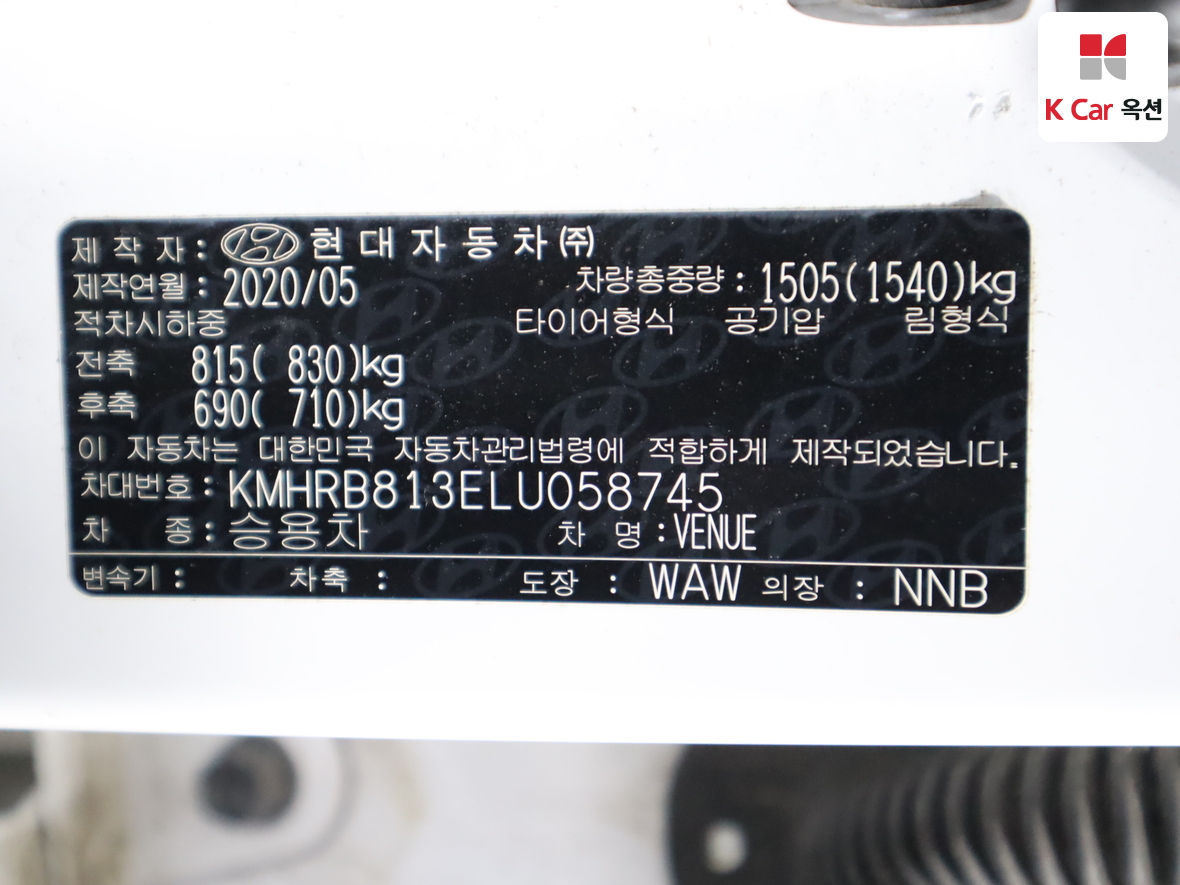 K Car 옥션
제 작 자 : 현 대 자 동 차 ㈜
제작연월 : 2020/05 차량총중량 : 1505(1540)kg
적차시하중 타이어형식 공기압 림형식
전축 815( 830)kg
후축 690( 710)kg
이 자동차는 대한민국 자동차관리법령에 적합하게 제작되었습니다.
차대번호 : KMHRB813ELU058745
차 종 : 승용차 차 명 : VENUE
변속기 : 차축 : 도장 : WAW 의장 : NNB